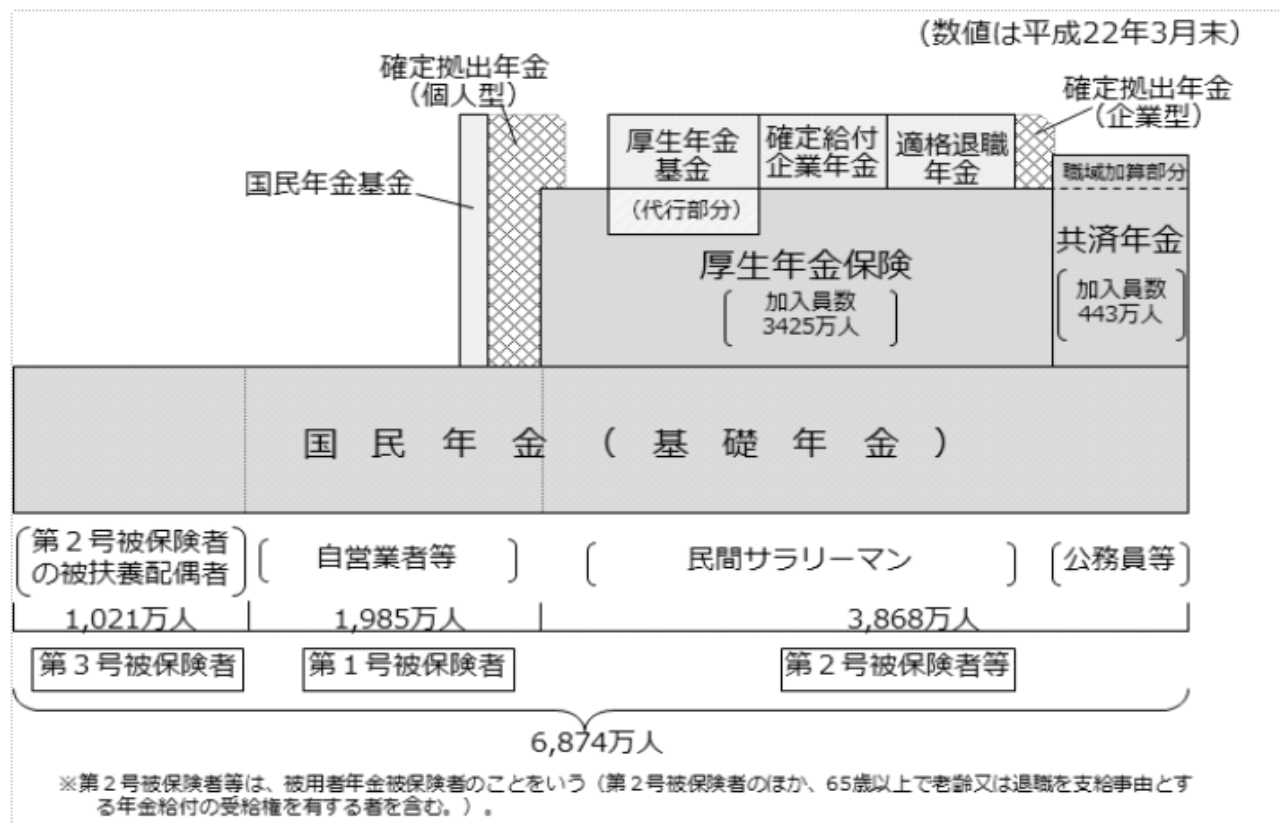 （数値は平成22年3月末）
確定拠出年金
（個人型）
確定拠出年金
（企業型）
国民年金基金
厚生年金
基金
（代行部分）
確定給付
企業年金
適格退職
年金
職域加算部分
厚生年金保険
加入員数
3425万人
共済年金
加入員数
443万人
国民年金（基礎年金）
第２号被保険者
の被扶養配偶者
自営業者等
民間サラリーマン
公務員等
1,021万人
1,985万人
3,868万人
第３号被保険者
第１号被保険者
第２号被保険者等
6,874万人
※第２号被保険者等は、被用者年金被保険者のことをいう（第２号被保険者のほか、65歳以上で老齢又は退職を支給事由とす
る年金給付の受給権を有する者を含む。）。